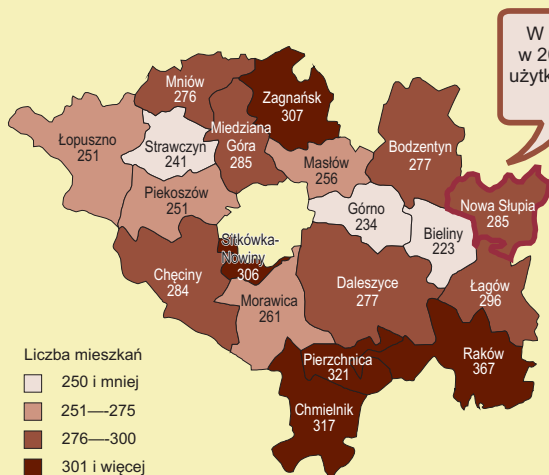 W
w 20
użytk
Mniów
276
Zagnańsk
307
Łopuszno
251
Strawczyn
241
Miedziana
Góra
285
Masłów
256
Bodzentyn
277
Piekoszów
251
Górno
234
Nowa Słupia
285
Bieliny
223
Sitkówka-
Nowiny
306
Chęciny
284
Daleszyce
277
Łagów
296
Morawica
261
Pierzchnica
321
Raków
367
Chmielnik
317
Liczba mieszkań
250 i mniej
251—-275
276—-300
301 i więcej